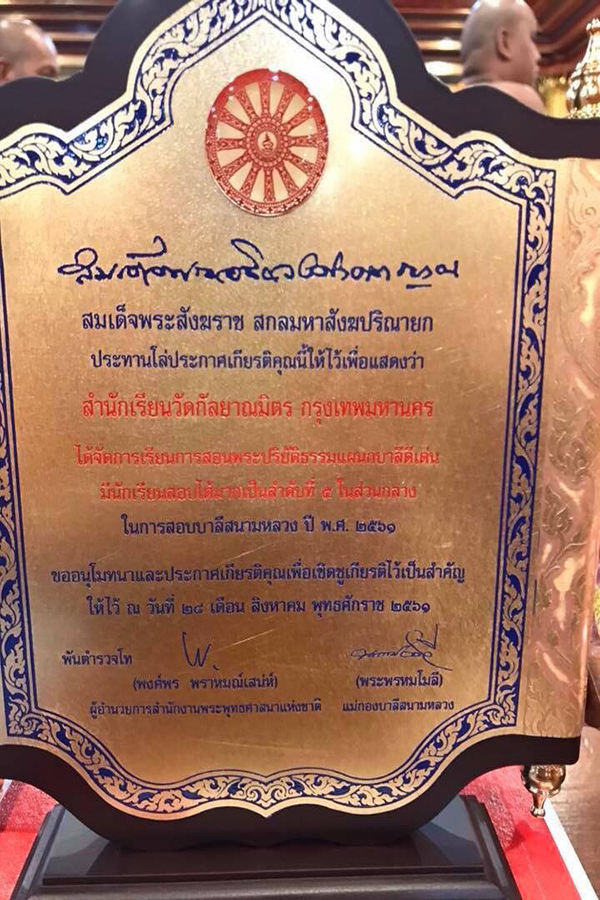 สมเด็จพระสังฆราช สกลมหาสังฆปริณายก
ประทานโล่ประกาศเกียรติคุณนี้ให้ไว้เพื่อแสดงว่า
สำนักเรียนวัดกัลยาณมิตร กรุงเทพมหานคร
ได้จัดการเรียนการสอนพระปริยัติธรรมแผนกบาลีดีเด่น
มีนักเรียนสอบได้มากเป็นลำดับที่ ๕ ในส่วนกลาง
ในการสอบบาลีสนามหลวง ปี พ.ศ. ๒๕๖๑
ขออนุโมทนาและประกาศเกียรติคุณเพื่อเชิดชูเกียรติไว้เป็นสำคัญ
ให้ไว้ ณ วันที่ ๒๘ เดือน สิงหาคม พุทธศักราช ๒๕๖๑
พันตำรวจโท
(พงศ์พร พราหมณ์เสน่ห์) (พระพรหมโมลี)
ผู้อำนวยการสำนักงานพระพุทธศาสนาแห่งชาติ แม่กองบาลีสนามหลวง